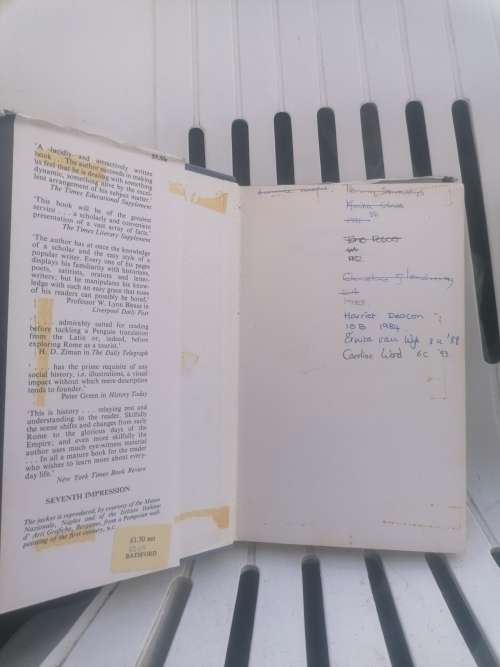 'A lucidly and attractively written
book . . . The author succeeds in making
us feel that he is dealing with something
dynamic, something alive by the excel-
lent arrangement of his subject matter.'
The Times Educational Supplement
'This book will be of the greatest
service . . . a scholarly and convenient
presentation of a vast array of facts.'
The Times Literary Supplement
'The author has at once the knowledge
of a scholar and the easy style of a
popular writer. Every one of his pages
displays his familiarity with historians,
poets, satirists, orators and letter-
writers; but he manipulates his know-
ledge with such an easy grace that none
of his readers can possibly be bored.'
Professor W. Lynn
Liverpool Daily Post
'. . . admirably suited for reading
before tackling a Penguin translation
from the Latin or, indeed, before
exploring Rome as a tourist.'
H. D. Ziman in The Daily Telegraph
'. . . has the prime requisite of any
social history, i.e. illustrations, a visual
impact without which mere description
tends to founder.'
Peter Green in History Today
'This is history . . . relaying zest and
understanding to the reader. Skilfully
the scene shifts and changes from early
Rome to the glorious days of the
Empire; and even more skilfully the
author uses much eye-witness material
. . . In all a mature book for the reader
who wishes to learn more about every-
day life.'
New York Times Book Review
SEVENTH IMPRESSION
The jacket is reproduced, by courtesy of the Museo
Nazionale, Naples and of the Istituto Italiano
d' Arti Grafiche, Bergamo, from a Pompeian wall-
painting of the first century, B.C.
£1.50 net
BATSFORD
1982
Harriet Deacon
10B 1984
8a '88
Caroline Word 6C '93